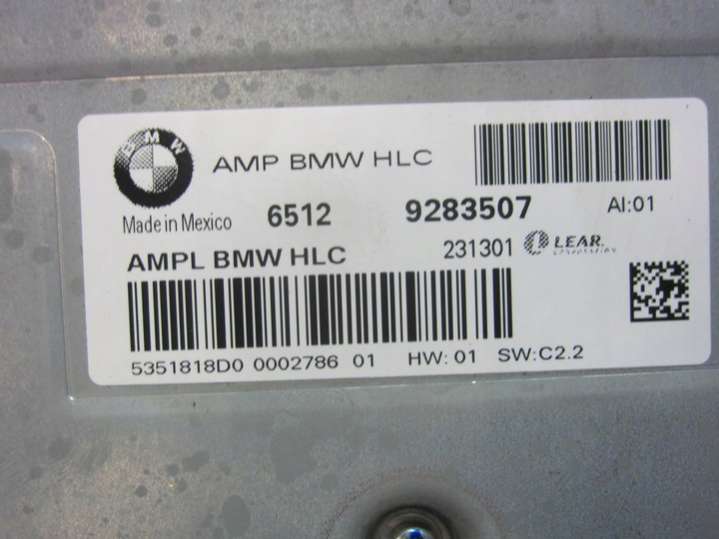 BMW
AMP BMW HLC
Made in Mexico 6512 9283507 AI:01
AMPL BMW HLC 231301 LEAR.
CORPORATION
5351818D0 0002786 01 HW: 01 SW:C2.2